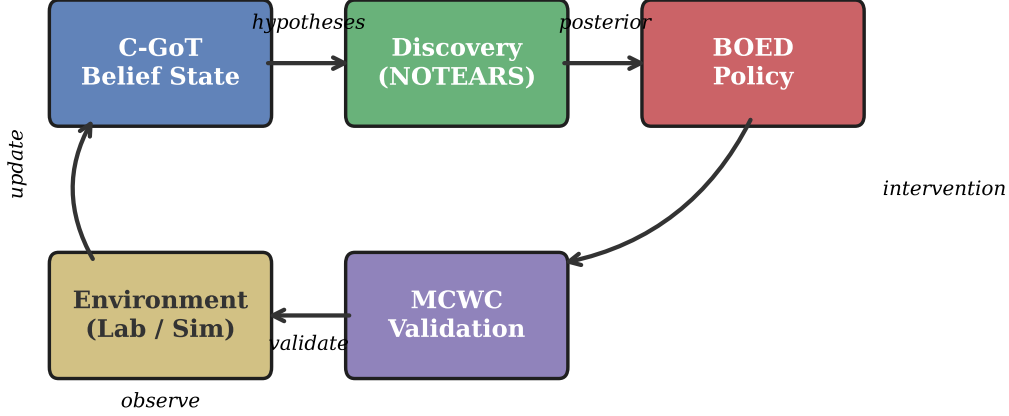 hypotheses
posterior
C-GoT
Belief State
Discovery
(NOTEARS)
BOED
Policy
update
intervention
Environment
(Lab / Sim)
MCWC
Validation
validate
observe